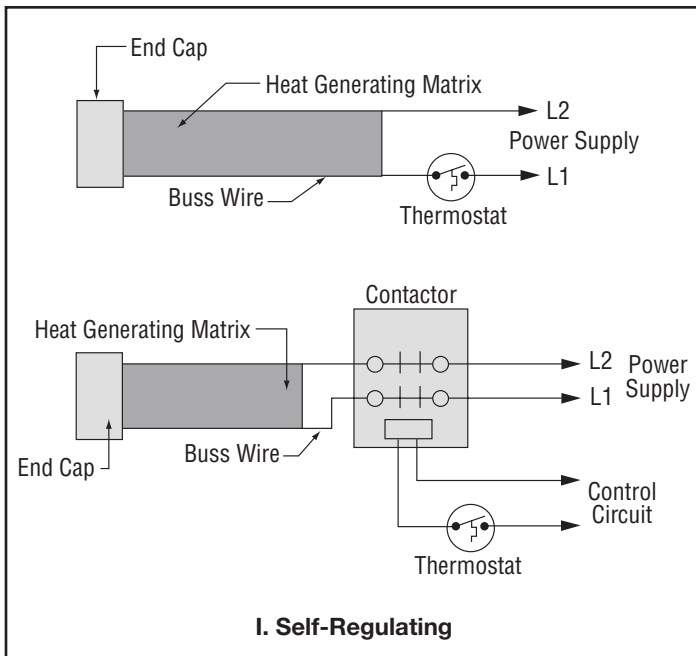 End Cap
Heat Generating Matrix
L2
Power Supply
L1
Buss Wire
Thermostat
Contactor
Heat Generating Matrix
L2
Power
Supply
L1
Buss Wire
End Cap
Control
Circuit
Thermostat
I. Self-Regulating